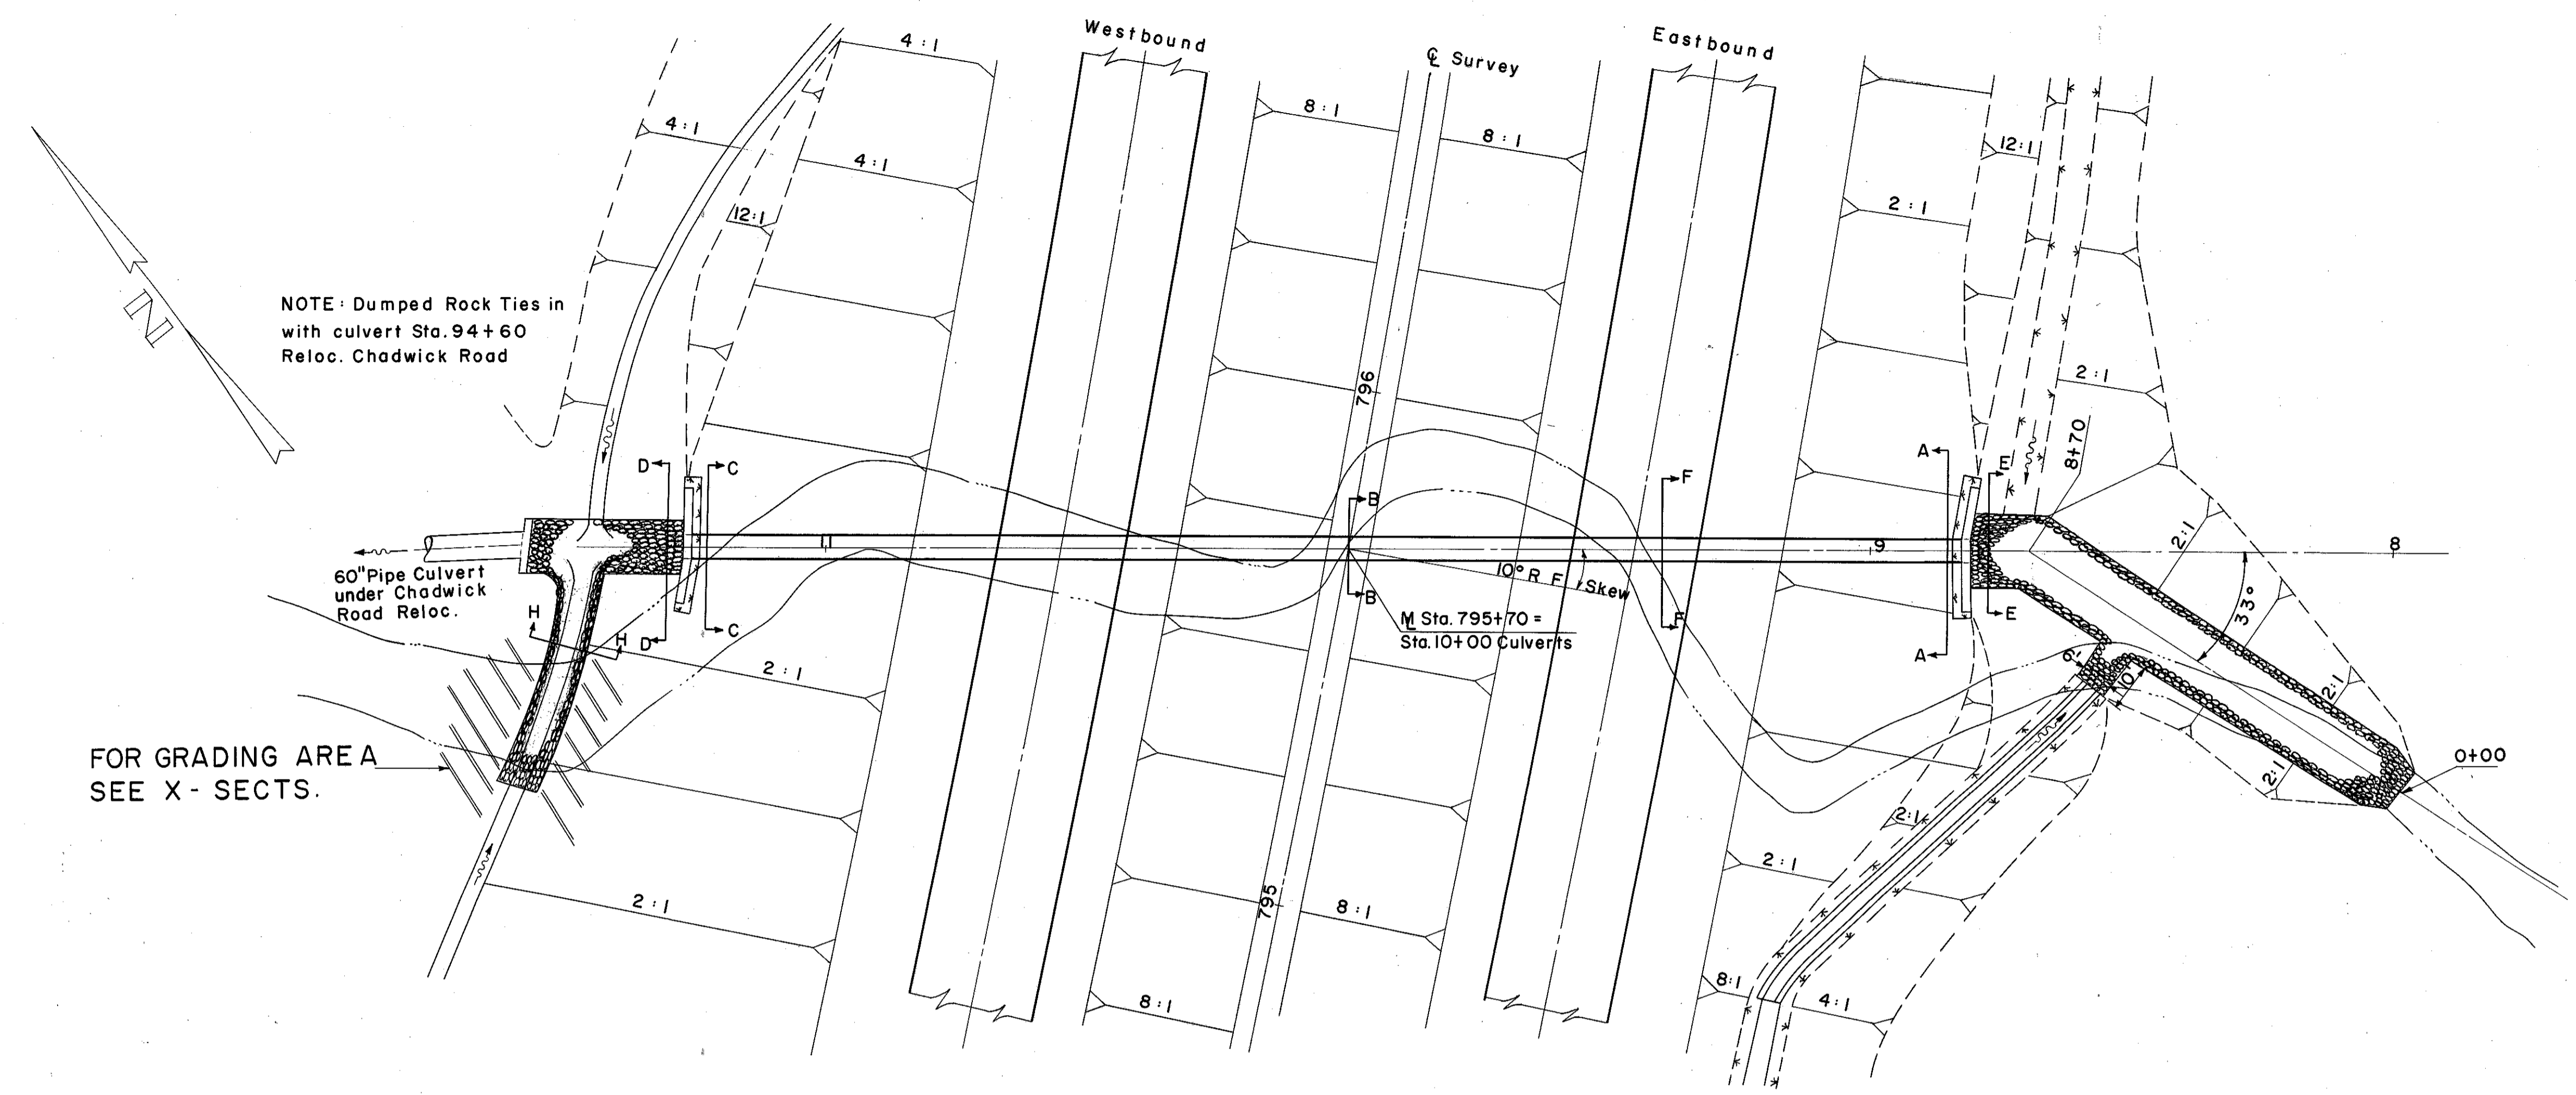 Westbound
℄ Survey
Eastbound
4:1
4:1
4:1
12:1
8:1
8:1
12:1
2:1
2:1
N
NOTE: Dumped Rock Ties in
with culvert Sta. 94+60
Reloc. Chadwick Road
796
8+70
D
C
A
E
B
F
9
8
60" Pipe Culvert
under Chadwick
Road Reloc.
10° R F Skew
2:1
33°
H
H
D
C
B
F
E
A
M̵L Sta. 795+70 =
Sta. 10+00 Culverts
6'
10'
2:1
2:1
2:1
FOR GRADING AREA
SEE X - SECTS.
0+00
2:1
2:1
2:1
795
8:1
8:1
8:1
4:1